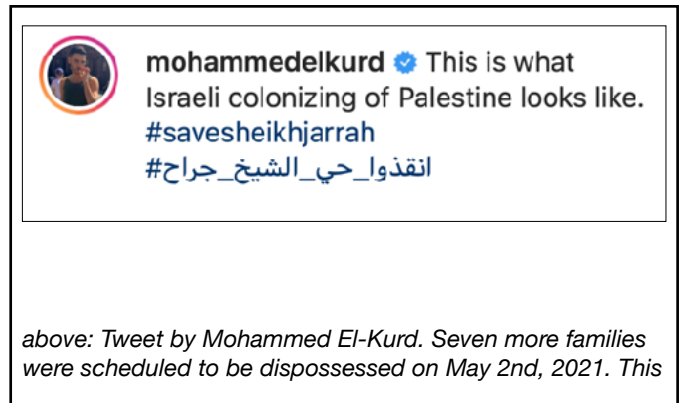 mohammedelkurd This is what
Israeli colonizing of Palestine looks like.
#savesheikhjarrah
#انقذوا_حي_الشيخ_جراح
above: Tweet by Mohammed El-Kurd. Seven more families
were scheduled to be dispossessed on May 2nd, 2021. This